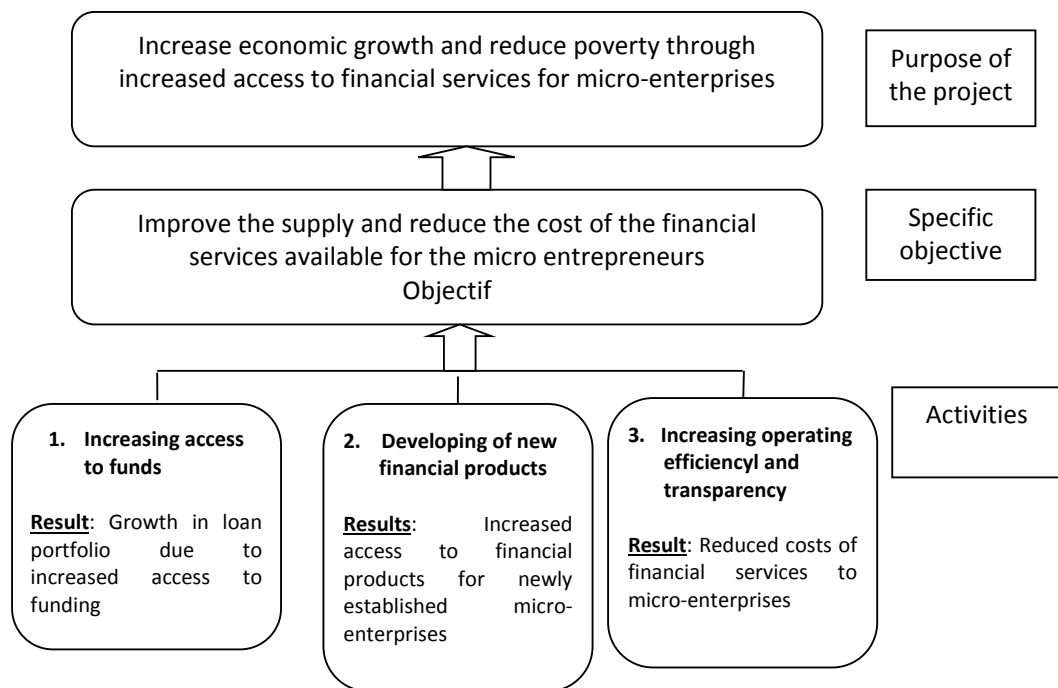 Increase economic growth and reduce poverty through
increased access to financial services for micro-enterprises
Purpose of
the project
Improve the supply and reduce the cost of the financial
services available for the micro entrepreneurs
Objectif
Specific
objective
Activities
1. Increasing access
to funds
Result: Growth in loan
portfolio due to
increased access to
funding
2. Developing of new
financial products
Results: Increased
access to financial
products for newly
established micro-
enterprises
3. Increasing operating
efficiencyl and
transparency
Result: Reduced costs of
financial services to
micro-enterprises